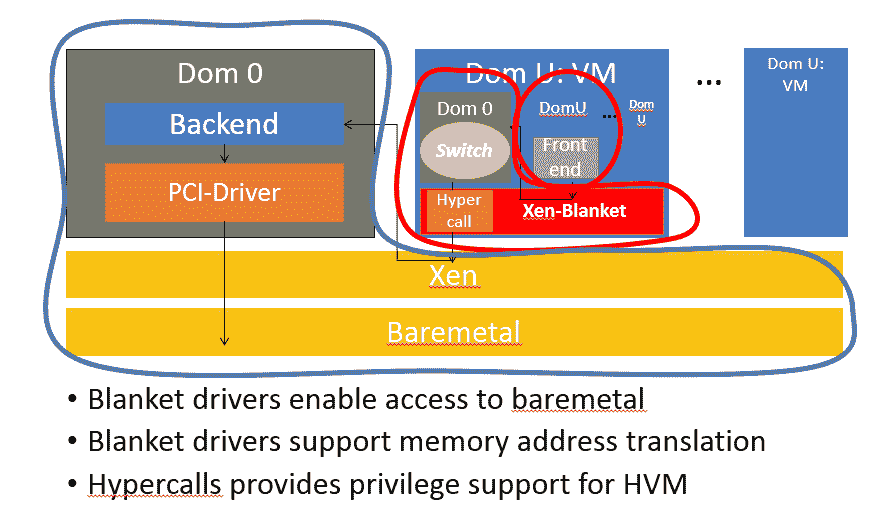 Dom 0
Backend
PCI-Driver
Dom U: VM
Dom 0
Switch
Hyper
call
DomU
...
Dom
U
Front
end
Xen-Blanket
...
Dom U:
VM
Xen
Baremetal
• Blanket drivers enable access to baremetal
• Blanket drivers support memory address translation
• Hypercalls provides privilege support for HVM